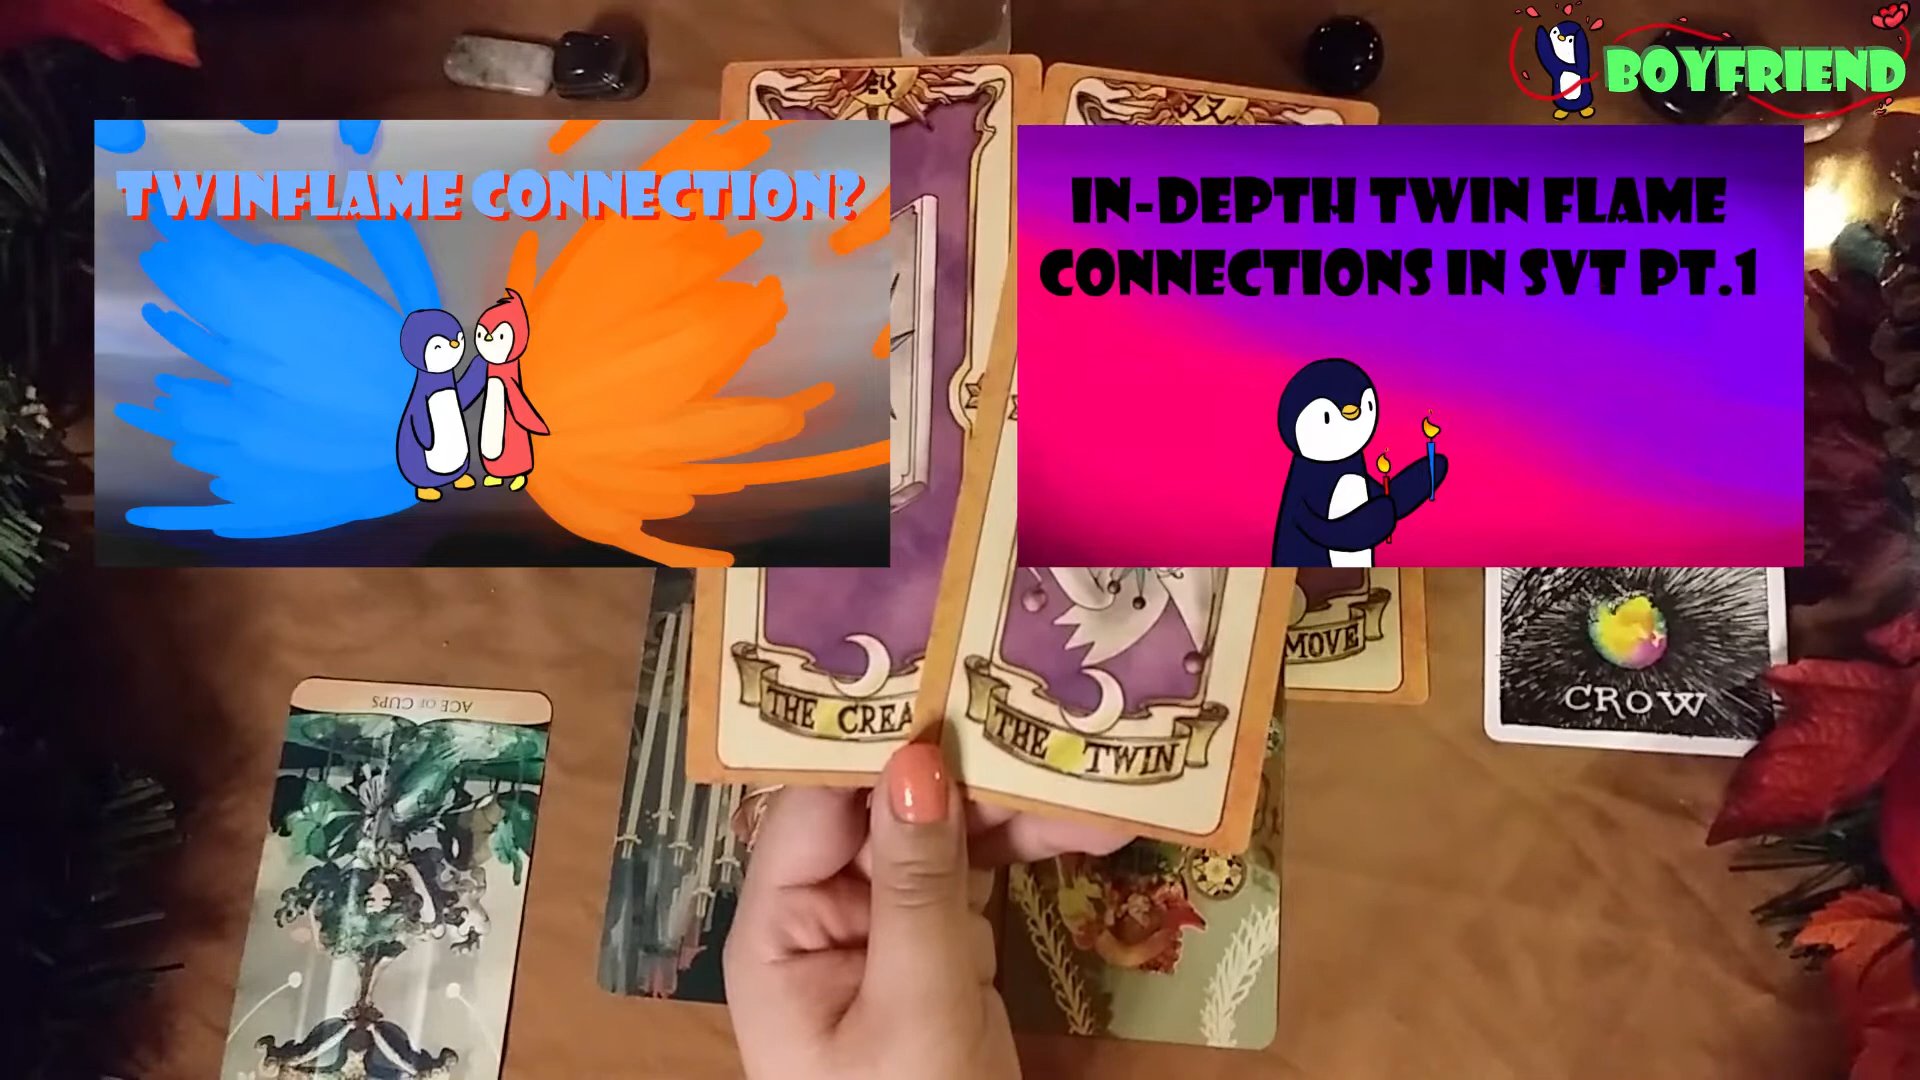 BOYFRIEND
TWINFLAME CONNECTION?
IN-DEPTH TWIN FLAME
CONNECTIONS IN SVT PT.1
THE CREA
THE TWIN
MOVE
CROW
ACE OF CUPS